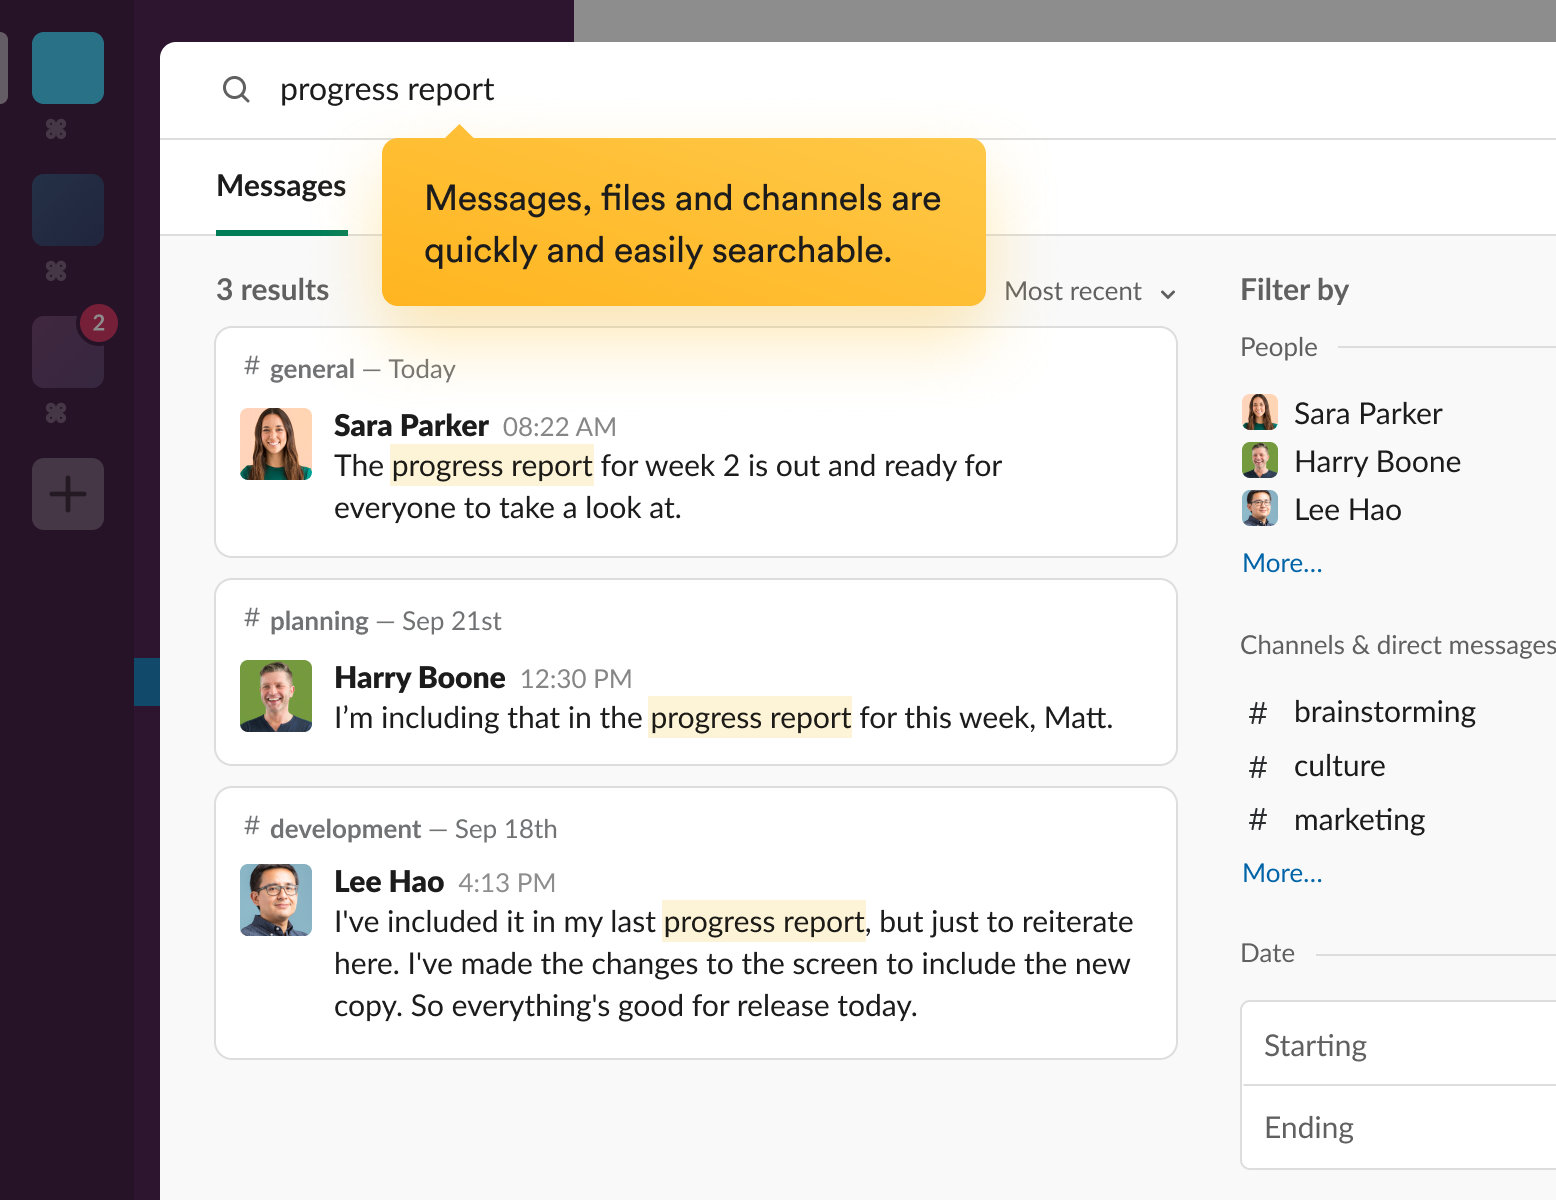 progress report
Messages
Messages, files and channels are
quickly and easily searchable.
3 results
Most recent
# general — Today
Sara Parker 08:22 AM
The progress report for week 2 is out and ready for
everyone to take a look at.
# planning — Sep 21st
Harry Boone 12:30 PM
I’m including that in the progress report for this week, Matt.
# development — Sep 18th
Lee Hao 4:13 PM
I've included it in my last progress report, but just to reiterate
here. I've made the changes to the screen to include the new
copy. So everything's good for release today.
Filter by
People
Sara Parker
Harry Boone
Lee Hao
More...
Channels & direct messages
# brainstorming
# culture
# marketing
More...
Date
Starting
Ending
⌘
⌘
2
⌘